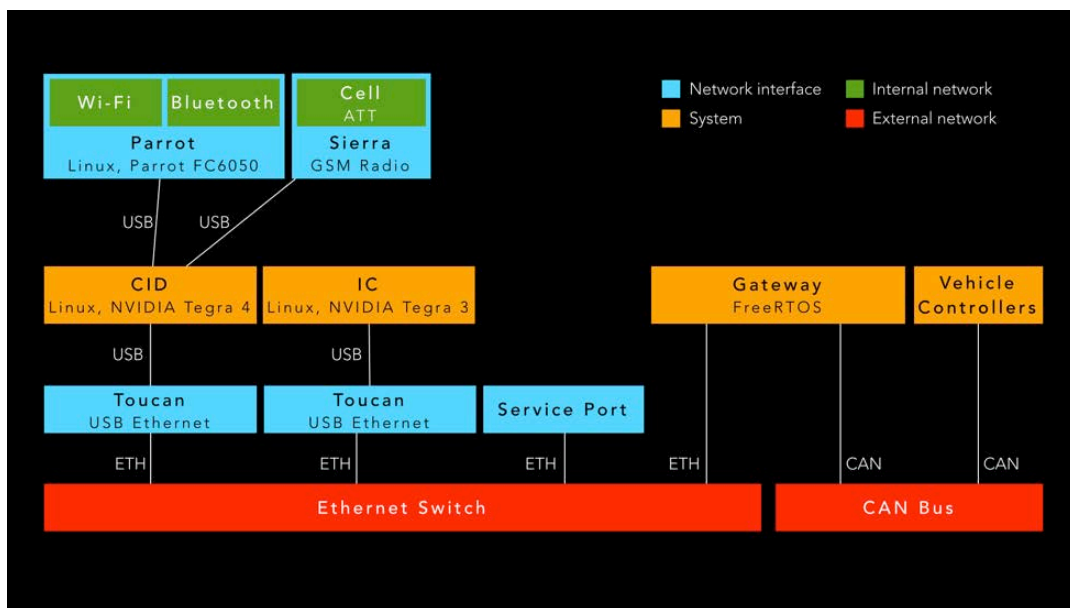 Wi-Fi
Bluetooth
Parrot
Linux, Parrot FC6050
Cell
ATT
Sierra
GSM Radio
Network interface
Internal network
System
External network
USB
USB
CID
Linux, NVIDIA Tegra 4
IC
Linux, NVIDIA Tegra 3
Gateway
FreeRTOS
Vehicle
Controllers
USB
USB
Toucan
USB Ethernet
Toucan
USB Ethernet
Service Port
ETH
ETH
ETH
ETH
CAN
CAN
Ethernet Switch
CAN Bus